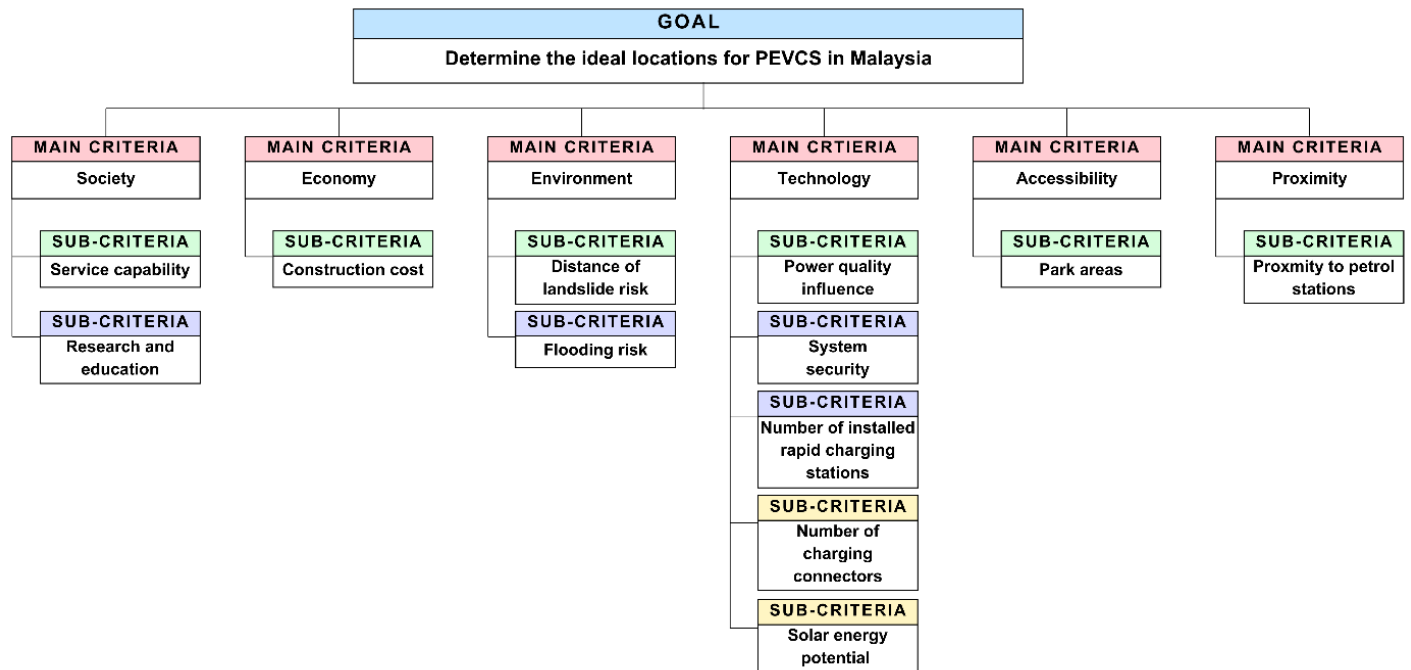 GOAL
Determine the ideal locations for PEVCS in Malaysia
MAIN CRITERIA
Society
SUB-CRITERIA
Service capability
SUB-CRITERIA
Research and
education
MAIN CRITERIA
Economy
SUB-CRITERIA
Construction cost
MAIN CRITERIA
Environment
SUB-CRITERIA
Distance of
landslide risk
SUB-CRITERIA
Flooding risk
MAIN CRTIERIA
Technology
SUB-CRITERIA
Power quality
influence
SUB-CRITERIA
System
security
SUB-CRITERIA
Number of installed
rapid charging
stations
SUB-CRITERIA
Number of
charging
connectors
SUB-CRITERIA
Solar energy
potential
MAIN CRITERIA
Accessibility
SUB-CRITERIA
Park areas
MAIN CRITERIA
Proximity
SUB-CRITERIA
Proxmity to petrol
stations